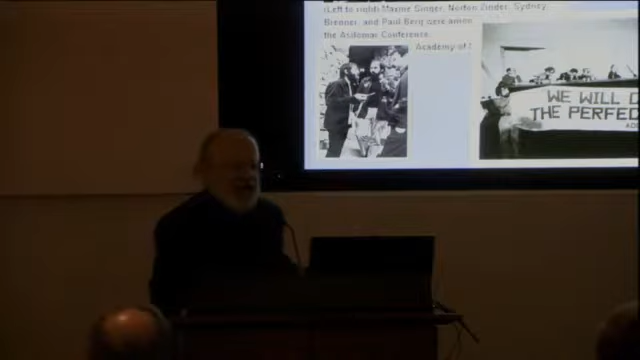 (Left to right) Maxine Singer, Norton Zinder, Sydney
Brenner, and Paul Berg were among
the Asilomar Conference.
Academy of
WE WILL
THE PERFEC